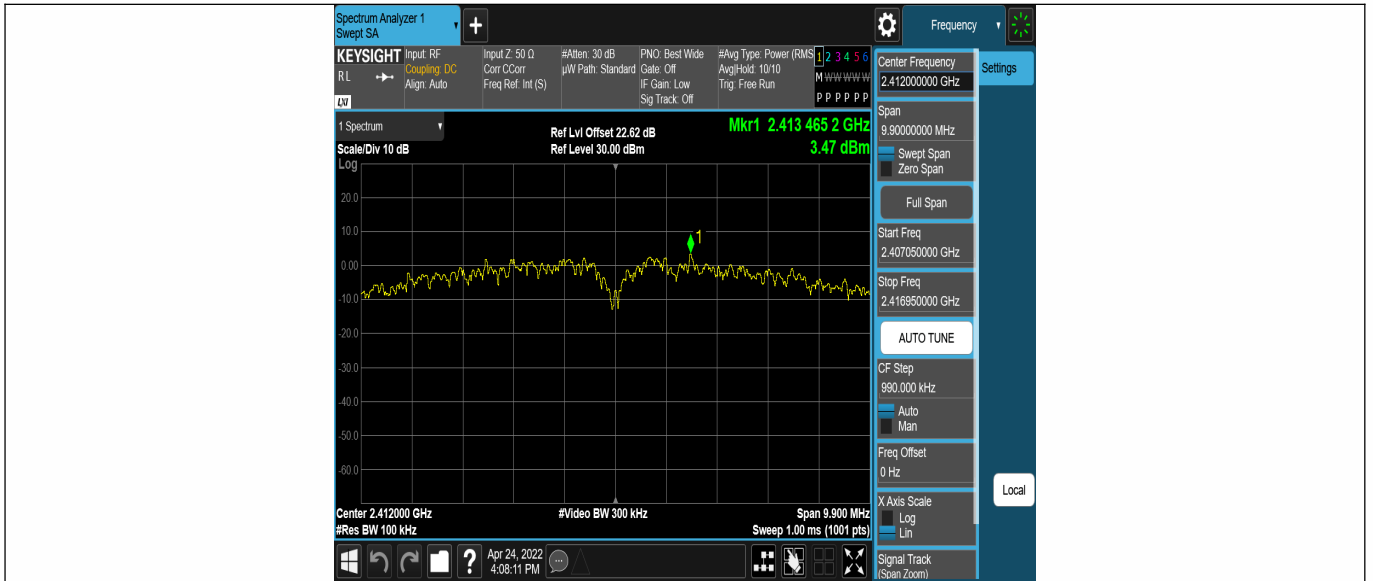 Spectrum Analyzer 1
Swept SA
+
Frequency
KEYSIGHT
R L
LXI
Input: RF
Coupling: DC
Align: Auto
Input Z: 50 Ω
Corr CCorr
Freq Ref: Int (S)
#Atten: 30 dB
µW Path: Standard
PNO: Best Wide
Gate: Off
IF Gain: Low
Sig Track: Off
#Avg Type: Power (RMS
Avg|Hold: 10/10
Trig: Free Run
1 2 3 4 5 6
M W W W W W
P P P P P P
1 Spectrum
Scale/Div 10 dB
Log
Ref Lvl Offset 22.62 dB
Ref Level 30.00 dBm
Mkr1 2.413 465 2 GHz
3.47 dBm
20.0
10.0
0.00
-10.0
-20.0
-30.0
-40.0
-50.0
-60.0
1
Center 2.412000 GHz
#Res BW 100 kHz
#Video BW 300 kHz
Span 9.900 MHz
Sweep 1.00 ms (1001 pts)
?
Apr 24, 2022
4:08:11 PM
Center Frequency
2.412000000 GHz
Settings
Span
9.90000000 MHz
Swept Span
Zero Span
Full Span
Start Freq
2.407050000 GHz
Stop Freq
2.416950000 GHz
AUTO TUNE
CF Step
990.000 kHz
Auto
Man
Freq Offset
0 Hz
X Axis Scale
Log
Lin
Local
Signal Track
(Span Zoom)